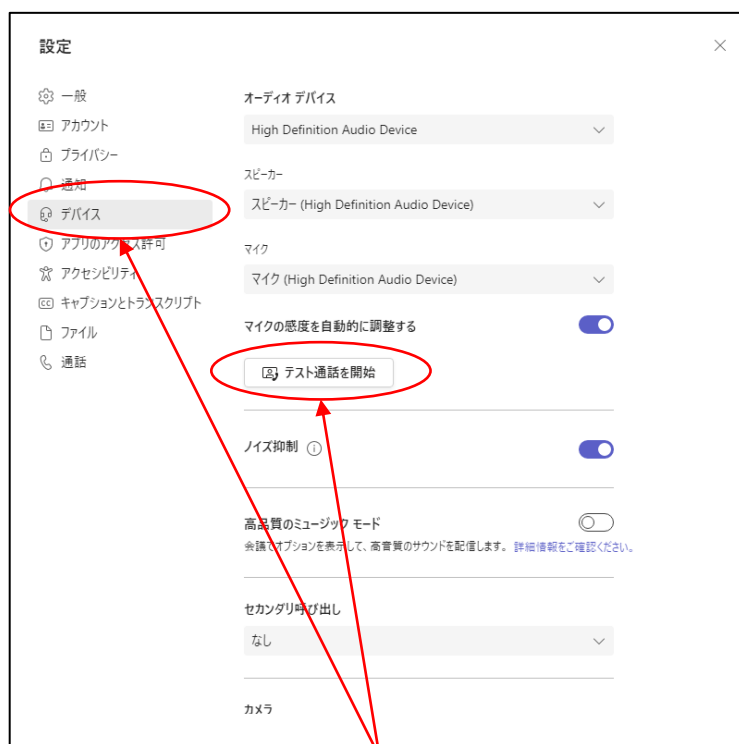 設定
一般
アカウント
プライバシー
通知
デバイス
アプリのアクセス許可
アクセシビリティ
キャプションとトランスクリプト
ファイル
通話
オーディオ デバイス
High Definition Audio Device
スピーカー
スピーカー (High Definition Audio Device)
マイク
マイク (High Definition Audio Device)
マイクの感度を自動的に調整する
テスト通話を開始
ノイズ抑制
高品質のミュージック モード
会議でオプションを表示して、高音質のサウンドを配信します。 詳細情報をご確認ください。
セカンダリ呼び出し
なし
カメラ